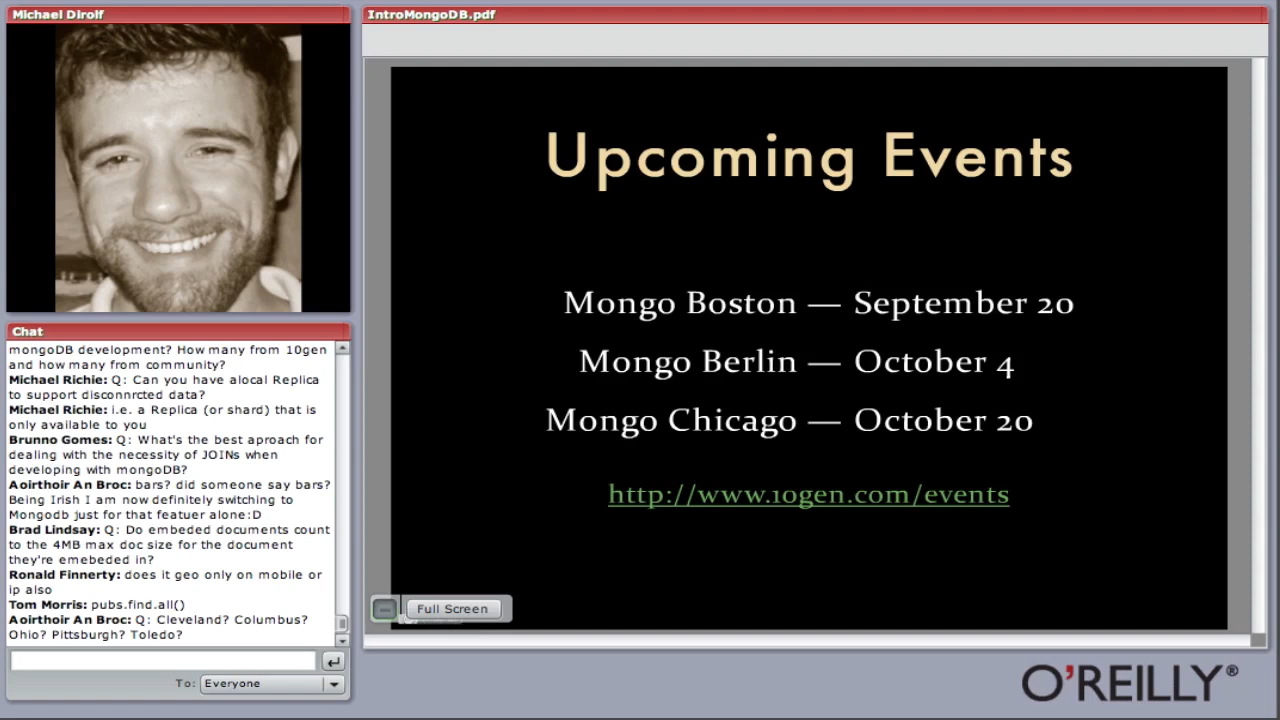 Michael Dirolf
IntroMongoDB.pdf
Upcoming Events
Mongo Boston — September 20
Mongo Berlin — October 4
Mongo Chicago — October 20
http://www.10gen.com/events
Full Screen
Chat
mongoDB development? How many from 10gen
and how many from community?
Michael Richie: Q: Can you have alocal Replica
to support disconnrcted data?
Michael Richie: i.e. a Replica (or shard) that is
only available to you
Brunno Gomes: Q: What's the best aproach for
dealing with the necessity of JOINs when
developing with mongoDB?
Aoirthoir An Broc: bars? did someone say bars?
Being Irish I am now definitely switching to
Mongodb just for that featuer alone:D
Brad Lindsay: Q: Do embeded documents count
to the 4MB max doc size for the document
they're emebeded in?
Ronald Finnerty: does it geo only on mobile or
ip also
Tom Morris: pubs.find.all()
Aoirthoir An Broc: Q: Cleveland? Columbus?
Ohio? Pittsburgh? Toledo?
To: Everyone
O'REILLY®